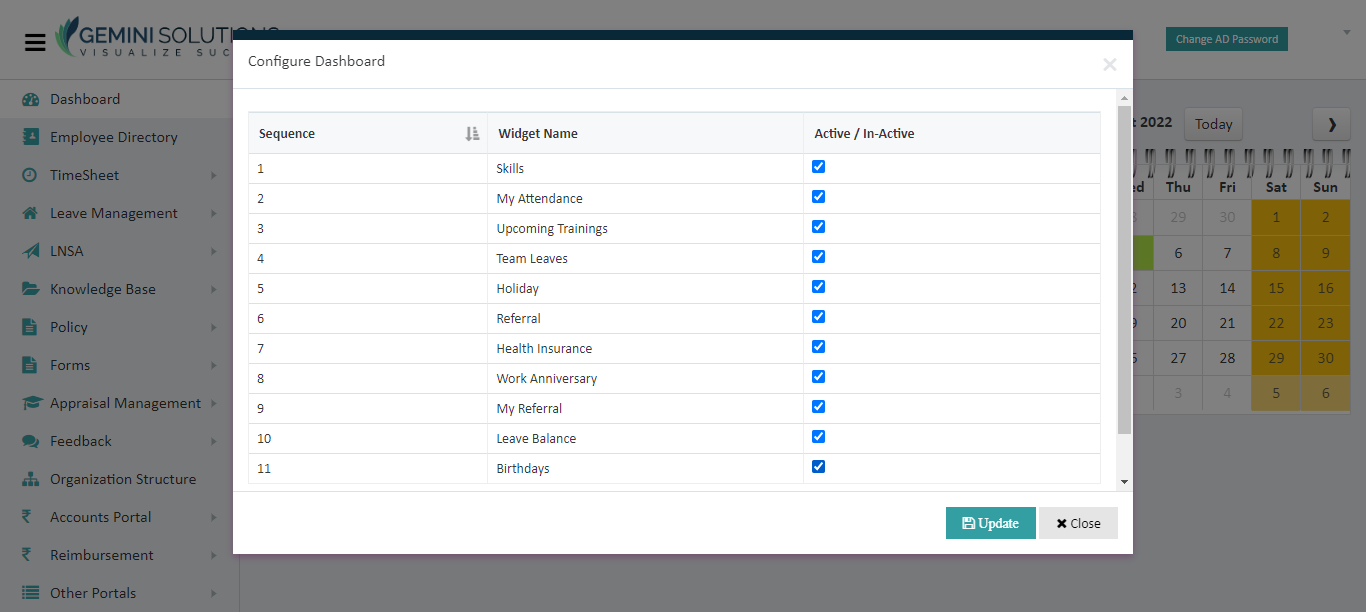 GEMINI SOLUTIONS
VISUALIZE SUC
Change AD Password
Configure Dashboard
×
Dashboard
Employee Directory
TimeSheet
Leave Management
LNSA
Knowledge Base
Policy
Forms
Appraisal Management
Feedback
Organization Structure
₹ Accounts Portal
₹ Reimbursement
Other Portals
Sequence Widget Name Active / In-Active
1 Skills
2 My Attendance
3 Upcoming Trainings
4 Team Leaves
5 Holiday
6 Referral
7 Health Insurance
8 Work Anniversary
9 My Referral
10 Leave Balance
11 Birthdays
Update Close
t 2022 Today ❯
ed Thu Fri Sat Sun
29 30 1 2
6 7 8 9
2 13 14 15 16
9 20 21 22 23
27 28 29 30
3 4 5 6